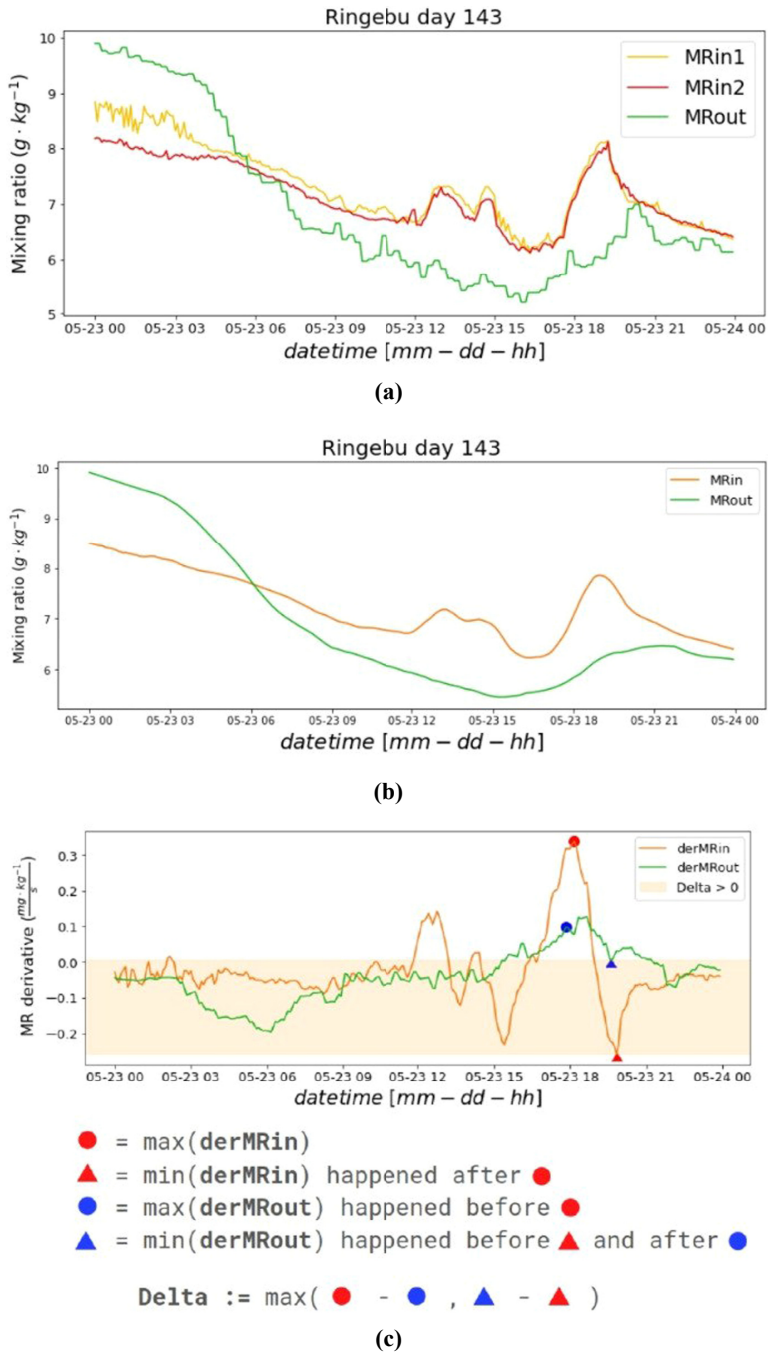 Ringebu day 143
Mixing ratio (g · kg⁻¹)
10
9
8
7
6
5
MRin1
MRin2
MRout
05-23 00 05-23 03 05-23 06 05-23 09 05-23 12 05-23 15 05-23 18 05-23 21 05-24 00
datetime [mm − dd − hh]
(a)
Ringebu day 143
Mixing ratio (g · kg⁻¹)
10
9
8
7
6
MRin
MRout
05-23 00 05-23 03 05-23 06 05-23 09 05-23 12 05-23 15 05-23 18 05-23 21 05-24 00
datetime [mm − dd − hh]
(b)
MR derivative (mg·kg⁻¹/s)
0.3
0.2
0.1
0.0
−0.1
−0.2
derMRin
derMRout
Delta > 0
05-23 00 05-23 03 05-23 06 05-23 09 05-23 12 05-23 15 05-23 18 05-23 21 05-24 00
datetime [mm − dd − hh]
= max(derMRin)
= min(derMRin) happened after
= max(derMRout) happened before
= min(derMRout) happened before and after
Delta := max( - , - )
(c)